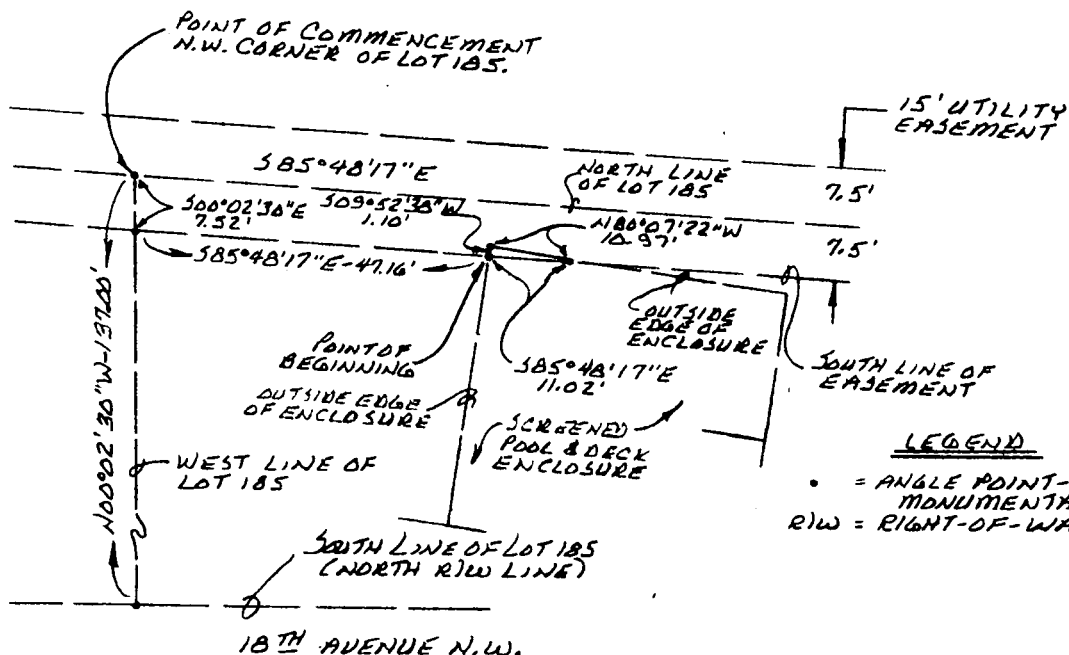 POINT OF COMMENCEMENT
N.W. CORNER OF LOT 185.
15' UTILITY
EASEMENT
S85°48'17"E
NORTH LINE
OF LOT 185
7.5'
S00°02'30"E
7.52'
S09°52'38"W
1.10'
N80°07'22"W
10.97'
7.5'
S85°48'17"E-47.16'
N00°02'30"W-137.00'
POINT OF
BEGINNING
S85°48'17"E
11.02'
OUTSIDE
EDGE OF
ENCLOSURE
SOUTH LINE OF
EASEMENT
OUTSIDE EDGE
OF ENCLOSURE
SCREENED
POOL & DECK
ENCLOSURE
WEST LINE OF
LOT 185
LEGEND
• = ANGLE POINT-
MONUMENTA
R/W = RIGHT-OF-WA
SOUTH LINE OF LOT 185
(NORTH R/W LINE)
18TH AVENUE N.W.